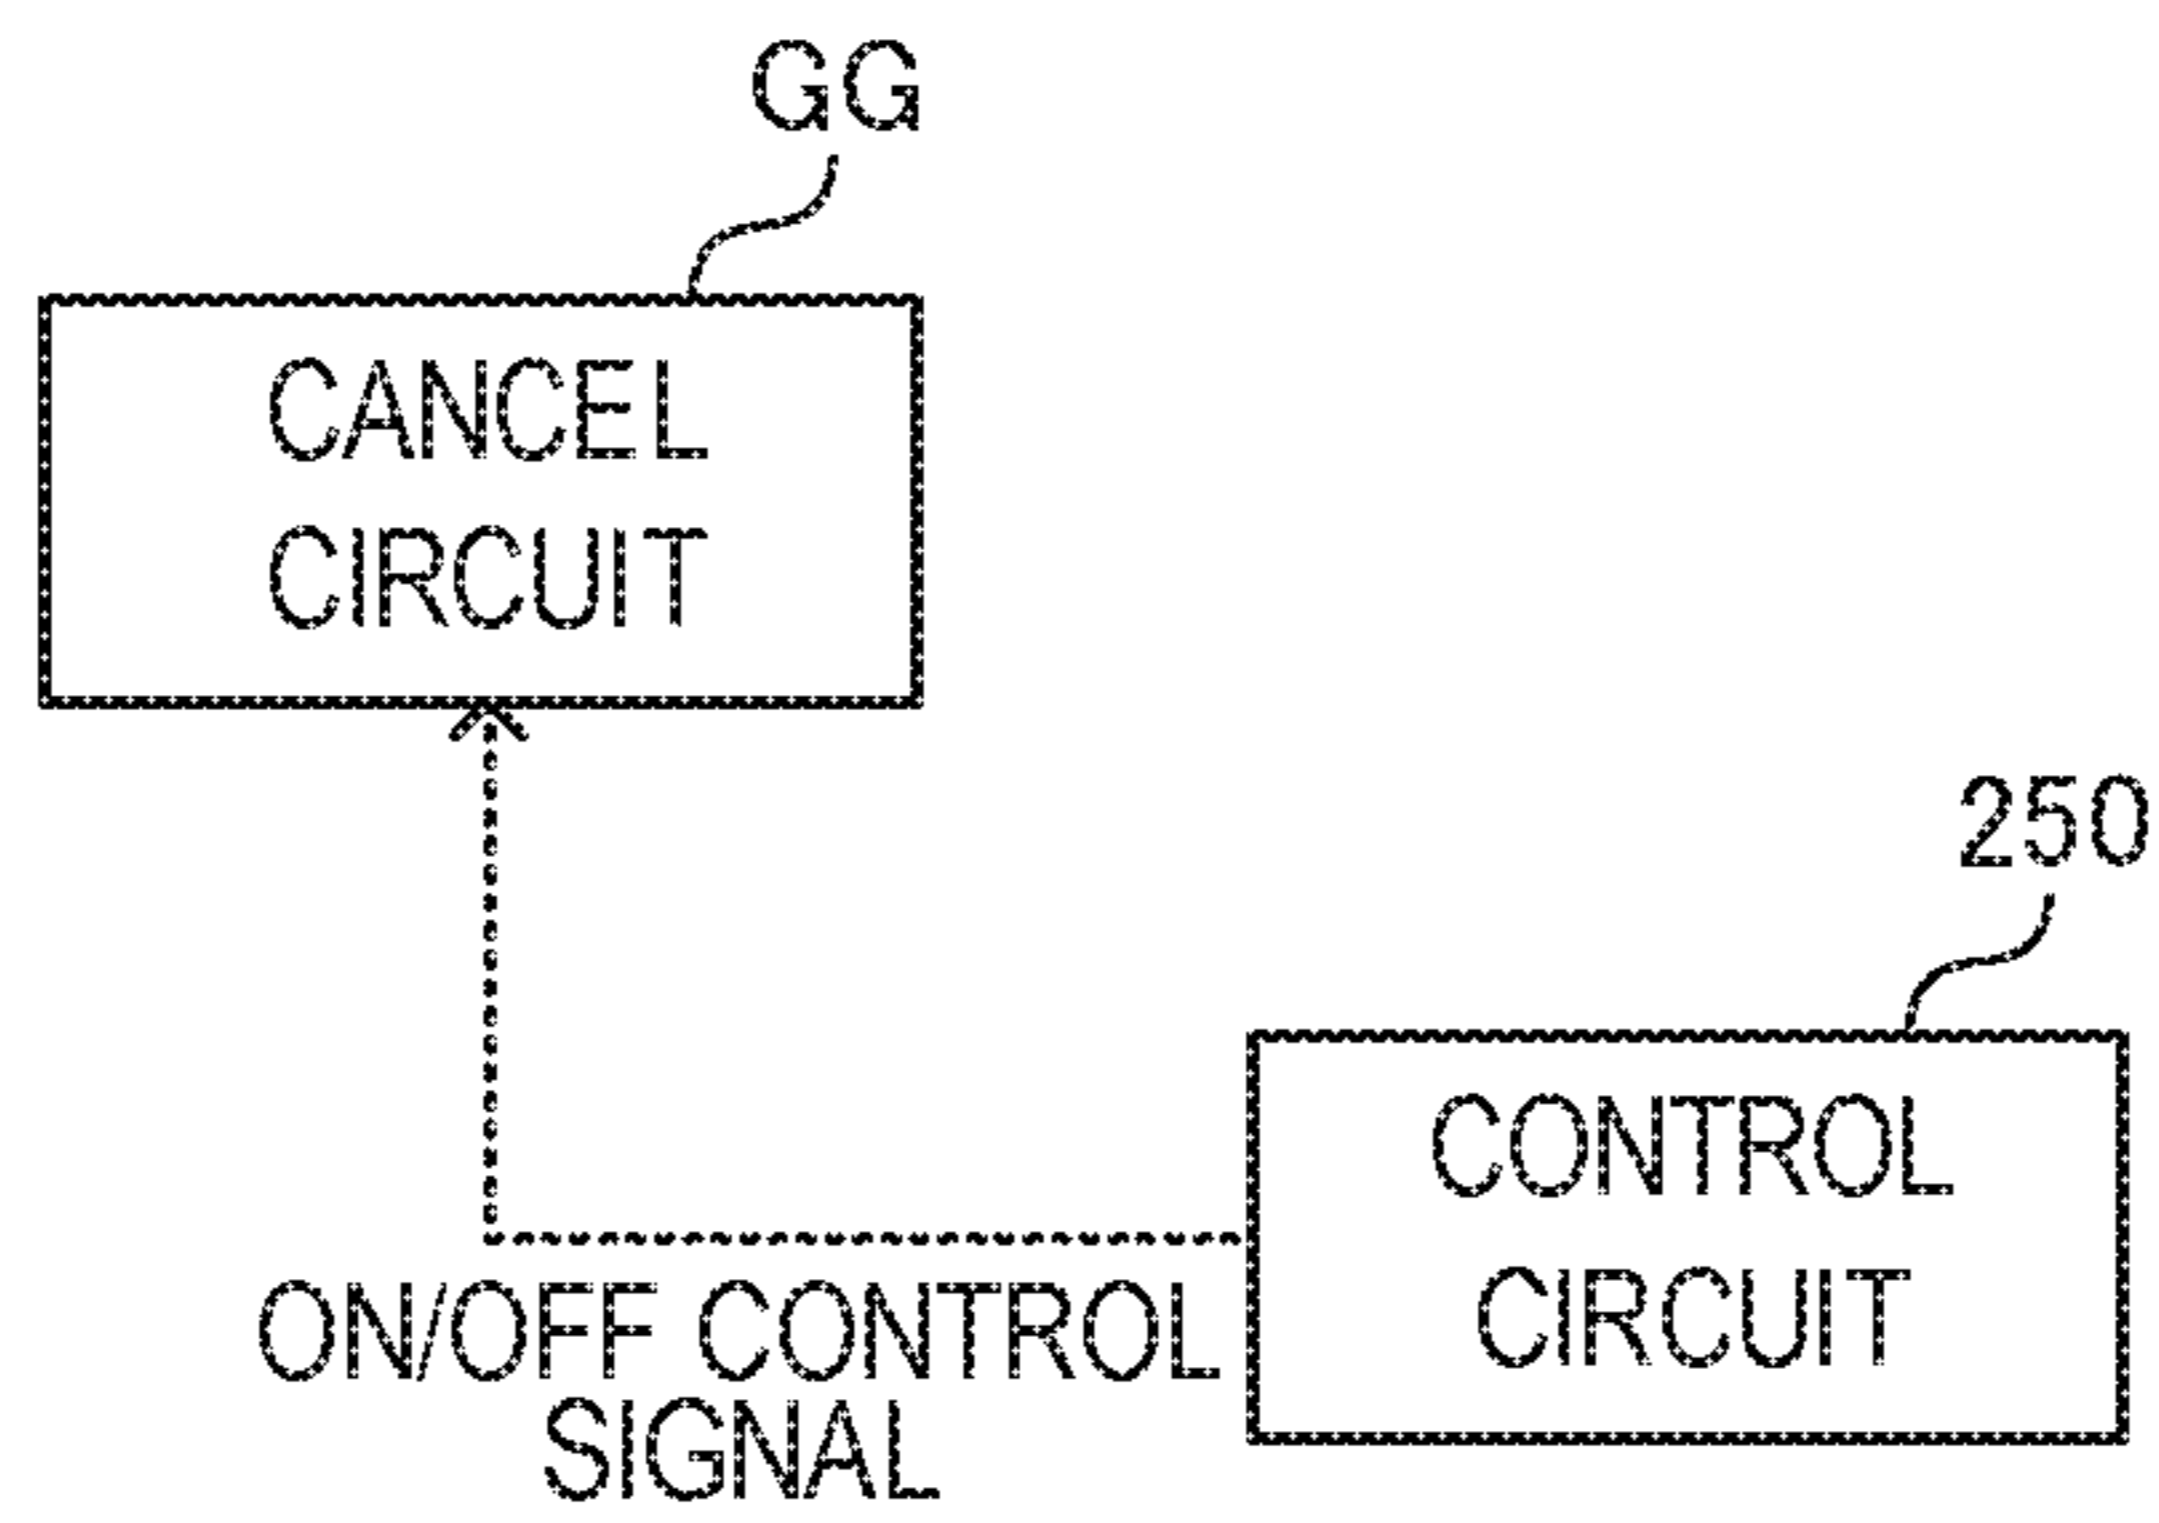 GG
CANCEL
CIRCUIT
250
CONTROL
CIRCUIT
ON/OFF CONTROL
SIGNAL